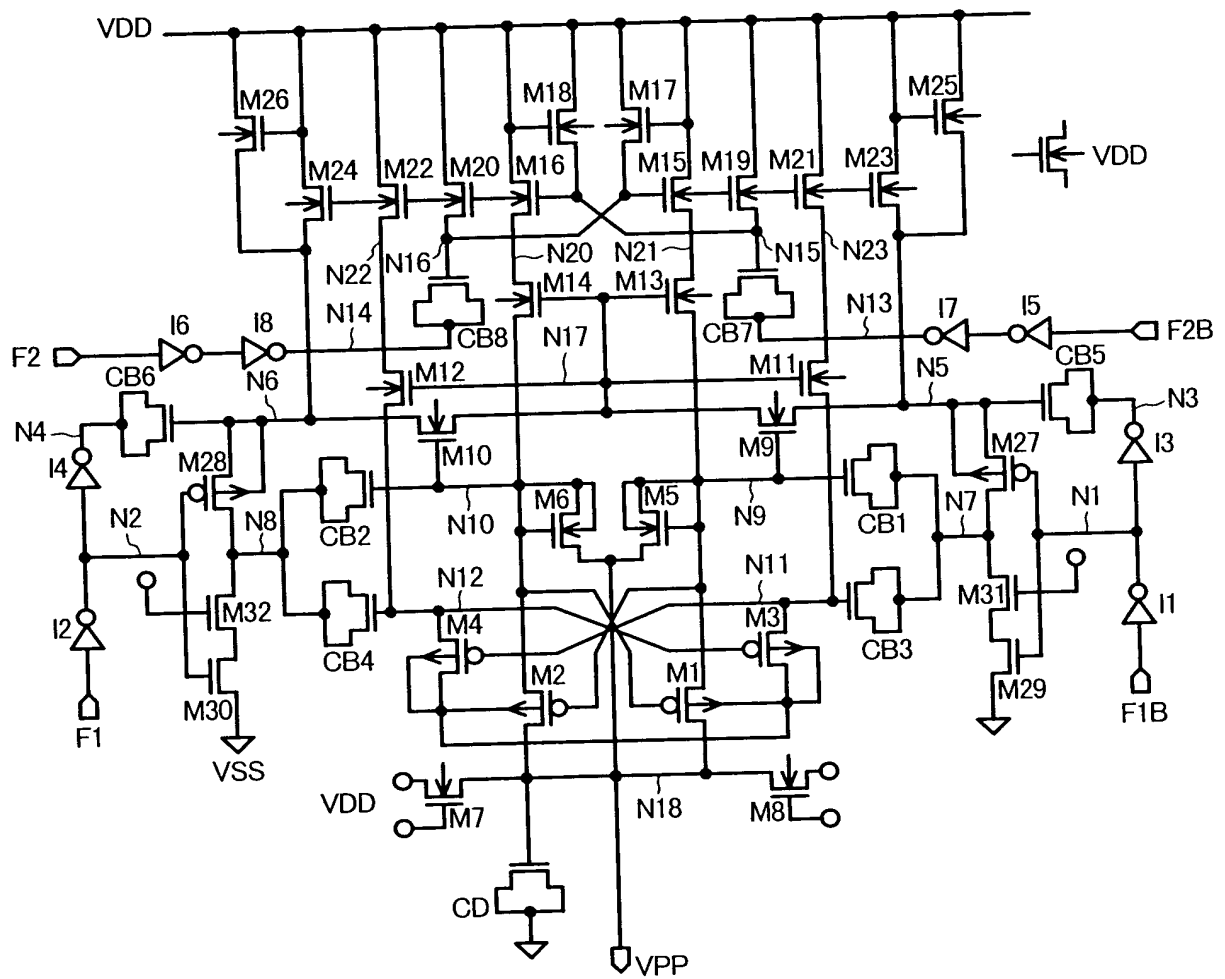 VDD
M26
M18
M17
M25
VDD
M24
M22
M20
M16
M15
M19
M21
M23
N22
N16
N20
N21
N15
N23
M14
M13
I6
I8
N14
CB8
CB7
N13
I7
I5
F2
F2B
CB6
N6
M12
N17
M11
N5
CB5
N4
N3
I4
M28
M10
M9
M27
I3
N2
N8
CB2
N10
M6
M5
N9
CB1
N7
N1
N12
N11
I2
M32
M4
M3
M31
I1
CB4
M2
M1
CB3
M30
M29
F1
F1B
VSS
VDD
M7
N18
M8
CD
VPP